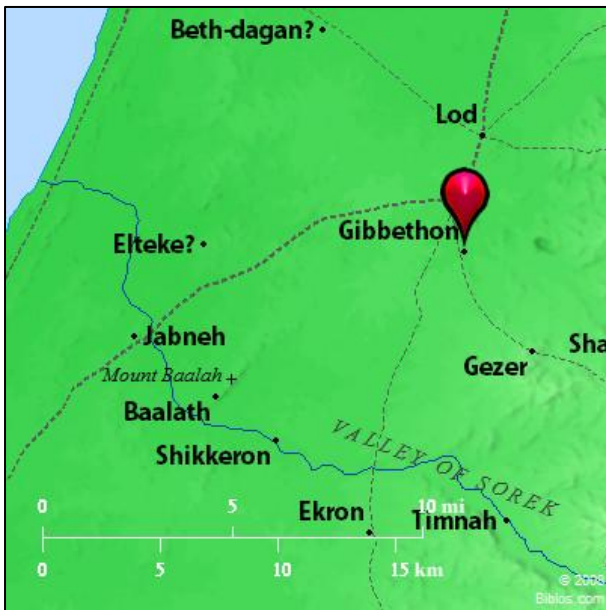 Beth-dagan?
Lod
Gibbethon
Elteke?
Jabneh
Gezer
Sha
Mount Baalah +
Baalath
VALLEY OF SOREK
Shikkeron
0 5 10 mi
Ekron
Timnah
0 5 10 15 km
© 2008
Biblos.com